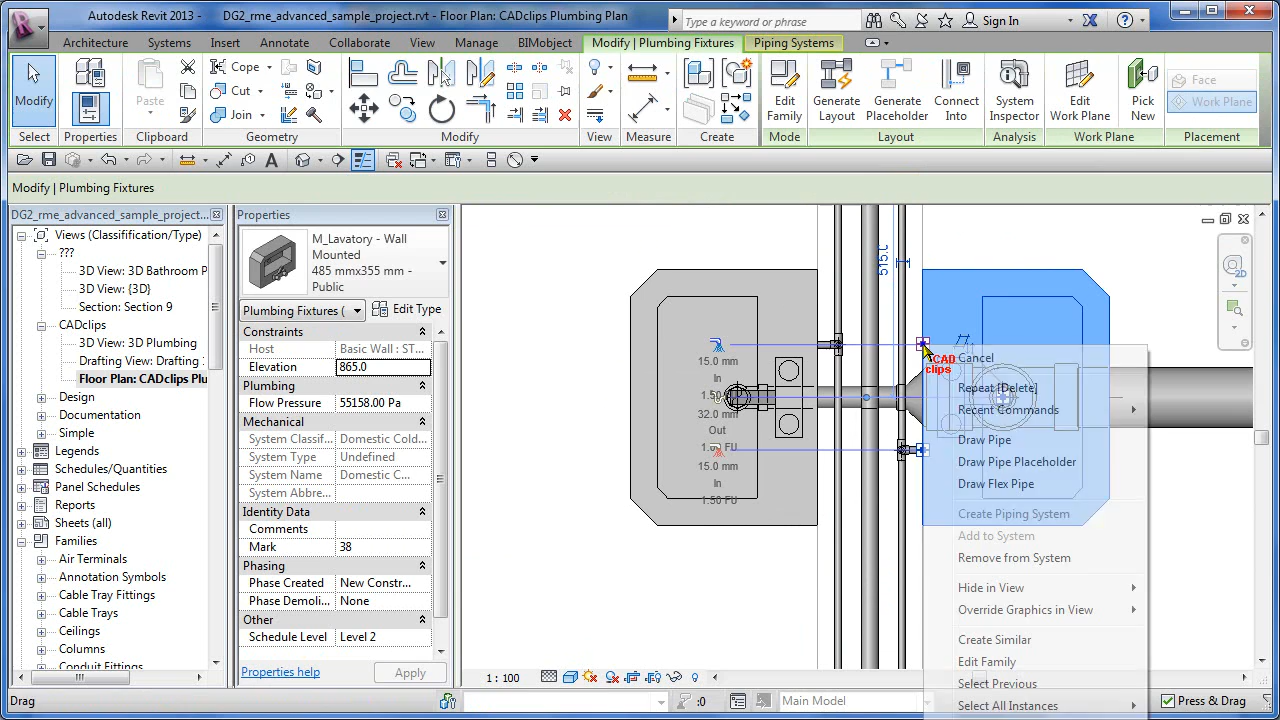 Autodesk Revit 2013 - DG2_rme_advanced_sample_project.rvt - Floor Plan: CADclips Plumbing Plan
Type a keyword or phrase
Sign In
Architecture Systems Insert Annotate Collaborate View Manage BIMobject Modify | Plumbing Fixtures Piping Systems
Modify
Properties
Paste
Cope
Cut
Join
Edit Family
Generate Layout
Generate Placeholder
Connect Into
System Inspector
Edit Work Plane
Pick New
Face
Work Plane
Select Properties Clipboard Geometry Modify View Measure Create Mode Layout Analysis Work Plane Placement
Modify | Plumbing Fixtures
DG2_rme_advanced_sample_project...
Views (Classiffication/Type)
???
3D View: 3D Bathroom P
3D View: {3D}
Section: Section 9
CADclips
3D View: 3D Plumbing
Drafting View: Drafting
Floor Plan: CADclips Plu
Design
Plumbing
Simple
Legends
Schedules/Quantities
Panel Schedules
Reports
Sheets (all)
Families
Air Terminals
Annotation Symbols
Cable Tray Fittings
Cable Trays
Ceilings
Columns
Conduit Fittings
Properties
M_Lavatory - Wall Mounted
485 mmx355 mm - Public
Plumbing Fixtures (
Edit Type
Constraints
Host Basic Wall : ST...
Elevation 865.0
Plumbing
Flow Pressure 55158.00 Pa
Mechanical
System Classif... Domestic Cold...
System Type Undefined
System Name Domestic C...
System Abbre...
Identity Data
Comments
Mark 38
Phasing
Phase Created New Constr...
Phase Demoli... None
Other
Schedule Level Level 2
Properties help
Apply
515.0
15.0 mm
In
32.0 mm
Out
15.0 mm
In
1.50 FU
CAD
clips
2D
Cancel
Repeat [Delete]
Recent Commands
Draw Pipe
Draw Pipe Placeholder
Draw Flex Pipe
Create Piping System
Add to System
Remove from System
Hide in View
Override Graphics in View
Create Similar
Edit Family
Select Previous
Select All Instances
1 : 100
Drag
:0
Main Model
Press & Drag